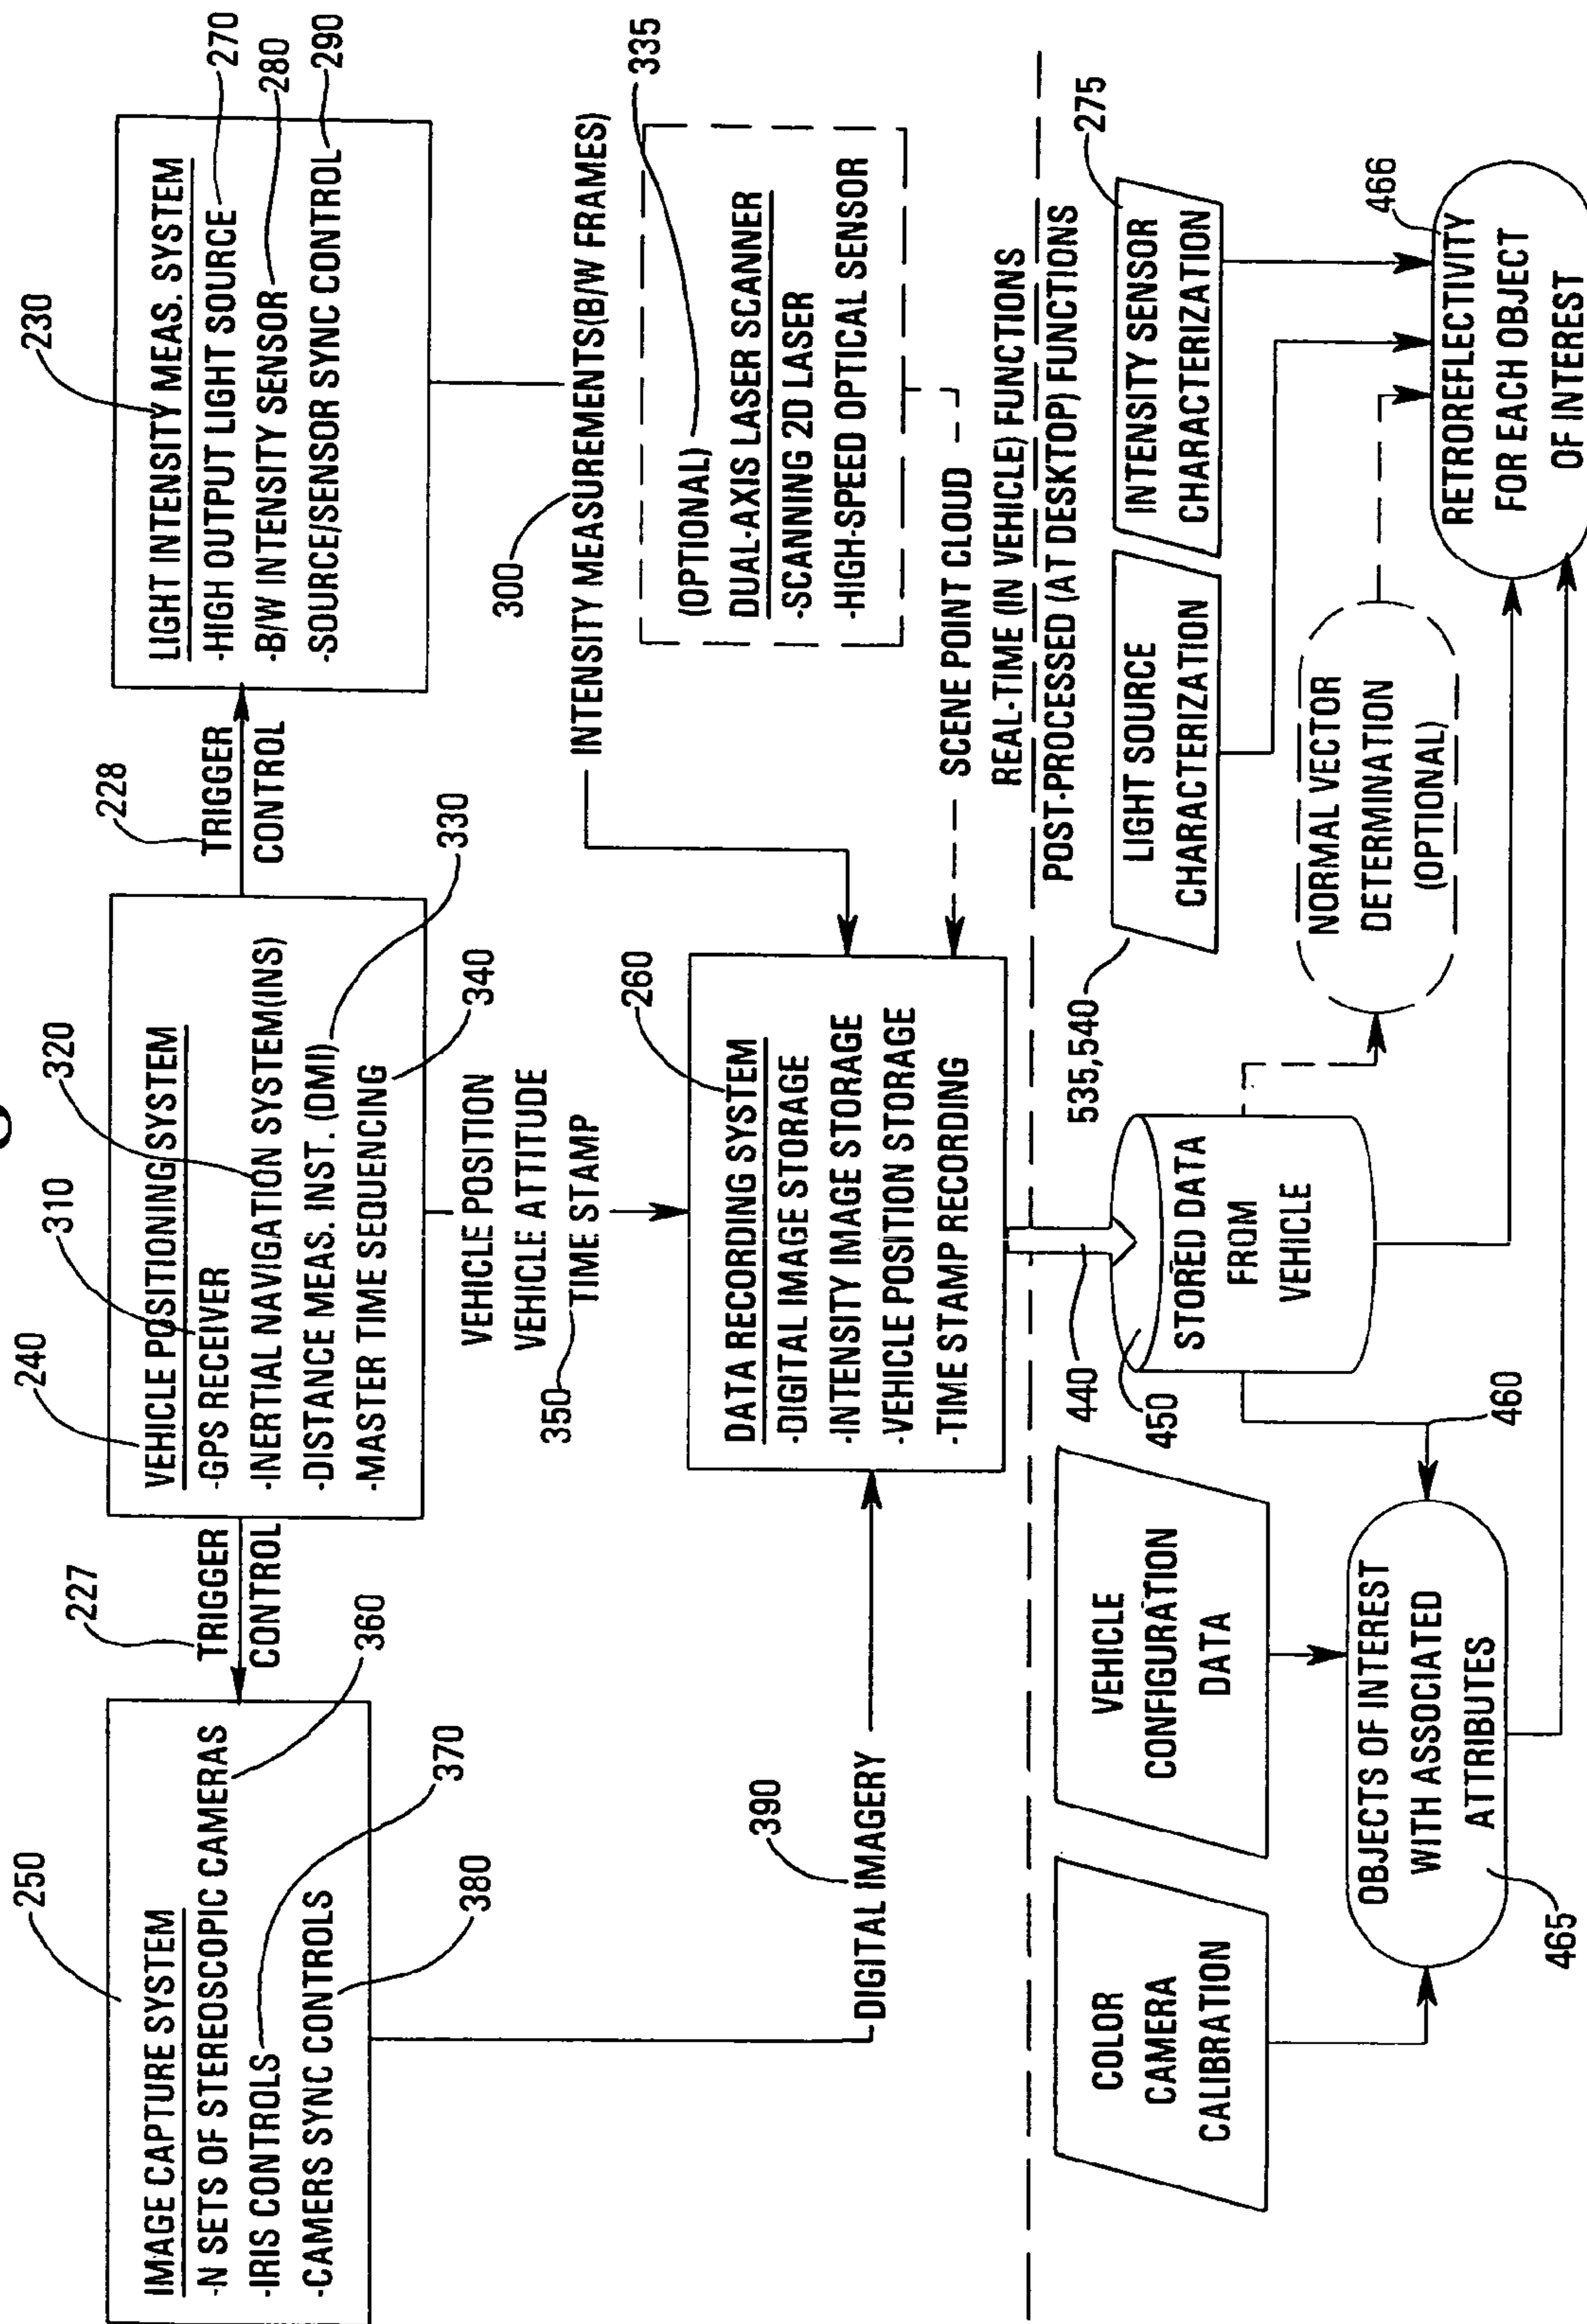 250
IMAGE CAPTURE SYSTEM
·N SETS OF STEREOSCOPIC CAMERAS
·IRIS CONTROLS
·CAMERS SYNC CONTROLS
360
370
380
227
TRIGGER
CONTROL
240
310
320
VEHICLE POSITIONING SYSTEM
·GPS RECEIVER
·INERTIAL NAVIGATION SYSTEM(INS)
·DISTANCE MEAS. INST. (DMI)
·MASTER TIME SEQUENCING
330
340
228
TRIGGER
CONTROL
230
LIGHT INTENSITY MEAS. SYSTEM
·HIGH OUTPUT LIGHT SOURCE
·B/W INTENSITY SENSOR
·SOURCE/SENSOR SYNC CONTROL
270
280
290
VEHICLE POSITION
VEHICLE ATTITUDE
350 TIME STAMP
300
INTENSITY MEASUREMENTS(B/W FRAMES)
335
(OPTIONAL)
DUAL-AXIS LASER SCANNER
·SCANNING 2D LASER
·HIGH-SPEED OPTICAL SENSOR
SCENE POINT CLOUD
390
DIGITAL IMAGERY
260
DATA RECORDING SYSTEM
·DIGITAL IMAGE STORAGE
·INTENSITY IMAGE STORAGE
·VEHICLE POSITION STORAGE
·TIME STAMP RECORDING
REAL-TIME (IN VEHICLE) FUNCTIONS
POST-PROCESSED (AT DESKTOP) FUNCTIONS
COLOR
CAMERA
CALIBRATION
VEHICLE
CONFIGURATION
DATA
440
450
STORED DATA
FROM
VEHICLE
535,540
LIGHT SOURCE
CHARACTERIZATION
275
INTENSITY SENSOR
CHARACTERIZATION
NORMAL VECTOR
DETERMINATION
(OPTIONAL)
460
OBJECTS OF INTEREST
WITH ASSOCIATED
ATTRIBUTES
465
466
RETROREFLECTIVITY
FOR EACH OBJECT
OF INTEREST